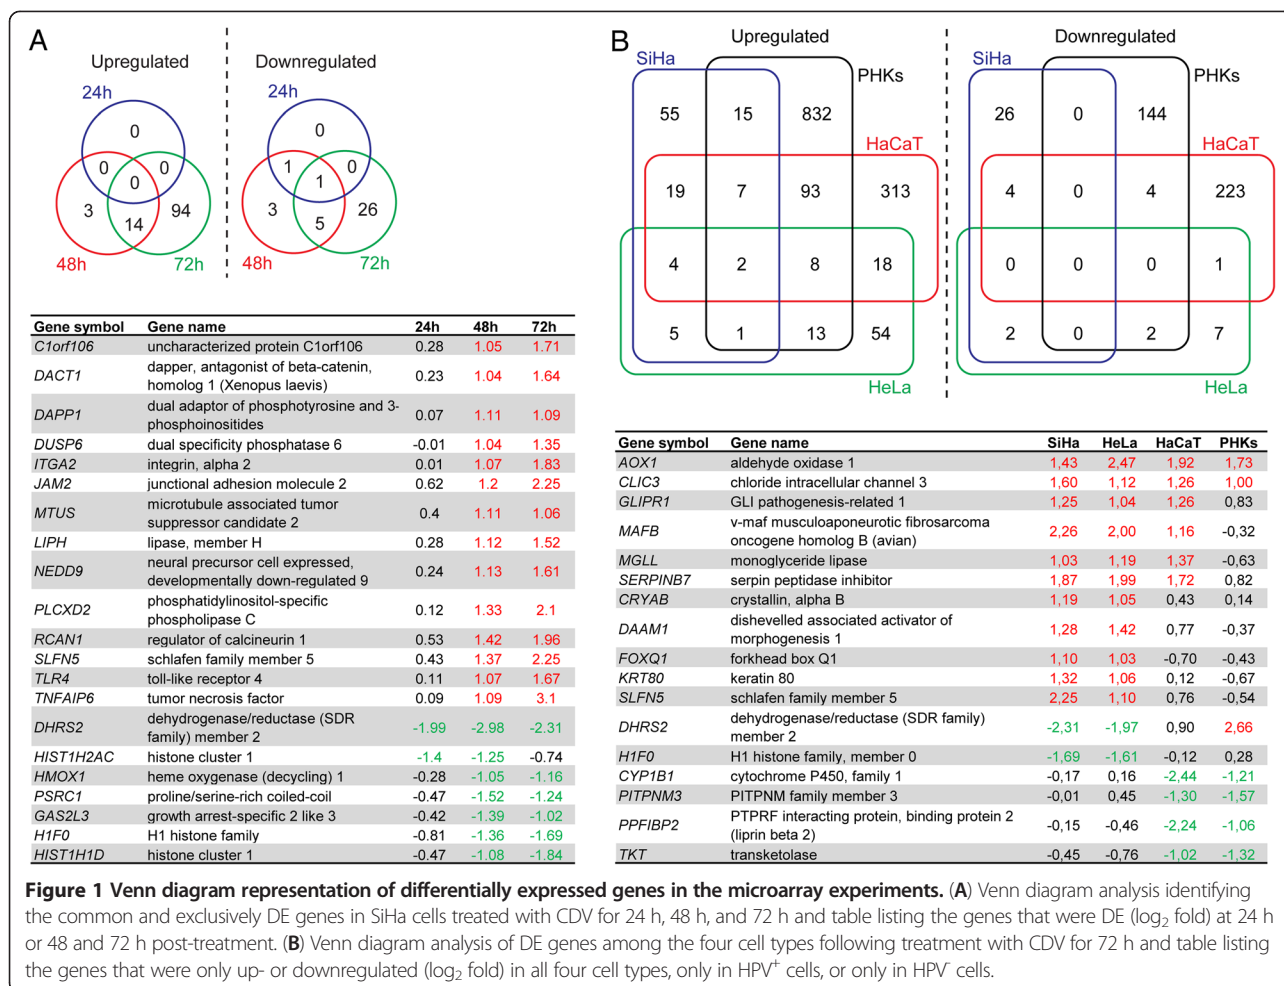 A
Upregulated
Downregulated
24h
24h
0
0
0
0
0
1
0
1
3
94
3
26
14
5
48h
72h
48h
72h
Gene symbol Gene name 24h 48h 72h
C1orf106 uncharacterized protein C1orf106 0.28 1.05 1.71
DACT1 dapper, antagonist of beta-catenin, homolog 1 (Xenopus laevis) 0.23 1.04 1.64
DAPP1 dual adaptor of phosphotyrosine and 3-phosphoinositides 0.07 1.11 1.09
DUSP6 dual specificity phosphatase 6 -0.01 1.04 1.35
ITGA2 integrin, alpha 2 0.01 1.07 1.83
JAM2 junctional adhesion molecule 2 0.62 1.2 2.25
MTUS microtubule associated tumor suppressor candidate 2 0.4 1.11 1.06
LIPH lipase, member H 0.28 1.12 1.52
NEDD9 neural precursor cell expressed, developmentally down-regulated 9 0.24 1.13 1.61
PLCXD2 phosphatidylinositol-specific phospholipase C 0.12 1.33 2.1
RCAN1 regulator of calcineurin 1 0.53 1.42 1.96
SLFN5 schlafen family member 5 0.43 1.37 2.25
TLR4 toll-like receptor 4 0.11 1.07 1.67
TNFAIP6 tumor necrosis factor 0.09 1.09 3.1
DHRS2 dehydrogenase/reductase (SDR family) member 2 -1.99 -2.98 -2.31
HIST1H2AC histone cluster 1 -1.4 -1.25 -0.74
HMOX1 heme oxygenase (decycling) 1 -0.28 -1.05 -1.16
PSRC1 proline/serine-rich coiled-coil -0.47 -1.52 -1.24
GAS2L3 growth arrest-specific 2 like 3 -0.42 -1.39 -1.02
H1F0 H1 histone family -0.81 -1.36 -1.69
HIST1H1D histone cluster 1 -0.47 -1.08 -1.84
B
Upregulated
Downregulated
SiHa
PHKs
SiHa
PHKs
55 15 832
26 0 144
HaCaT
HaCaT
19 7 93 313
4 0 4 223
4 2 8 18
0 0 0 1
5 1 13 54
2 0 2 7
HeLa
HeLa
Gene symbol Gene name SiHa HeLa HaCaT PHKs
AOX1 aldehyde oxidase 1 1,43 2,47 1,92 1,73
CLIC3 chloride intracellular channel 3 1,60 1,12 1,26 1,00
GLIPR1 GLI pathogenesis-related 1 1,25 1,04 1,26 0,83
MAFB v-maf musculoaponeurotic fibrosarcoma oncogene homolog B (avian) 2,26 2,00 1,16 -0,32
MGLL monoglyceride lipase 1,03 1,19 1,37 -0,63
SERPINB7 serpin peptidase inhibitor 1,87 1,99 1,72 0,82
CRYAB crystallin, alpha B 1,19 1,05 0,43 0,14
DAAM1 dishevelled associated activator of morphogenesis 1 1,28 1,42 0,77 -0,37
FOXQ1 forkhead box Q1 1,10 1,03 -0,70 -0,43
KRT80 keratin 80 1,32 1,06 0,12 -0,67
SLFN5 schlafen family member 5 2,25 1,10 0,76 -0,54
DHRS2 dehydrogenase/reductase (SDR family) member 2 -2,31 -1,97 0,90 2,66
H1F0 H1 histone family, member 0 -1,69 -1,61 -0,12 0,28
CYP1B1 cytochrome P450, family 1 -0,17 0,16 -2,44 -1,21
PITPNM3 PITPNM family member 3 -0,01 0,45 -1,30 -1,57
PPFIBP2 PTPRF interacting protein, binding protein 2 (liprin beta 2) -0,15 -0,46 -2,24 -1,06
TKT transketolase -0,45 -0,76 -1,02 -1,32
Figure 1 Venn diagram representation of differentially expressed genes in the microarray experiments. (A) Venn diagram analysis identifying
the common and exclusively DE genes in SiHa cells treated with CDV for 24 h, 48 h, and 72 h and table listing the genes that were DE (log2 fold) at 24 h
or 48 and 72 h post-treatment. (B) Venn diagram analysis of DE genes among the four cell types following treatment with CDV for 72 h and table listing
the genes that were only up- or downregulated (log2 fold) in all four cell types, only in HPV+ cells, or only in HPV- cells.